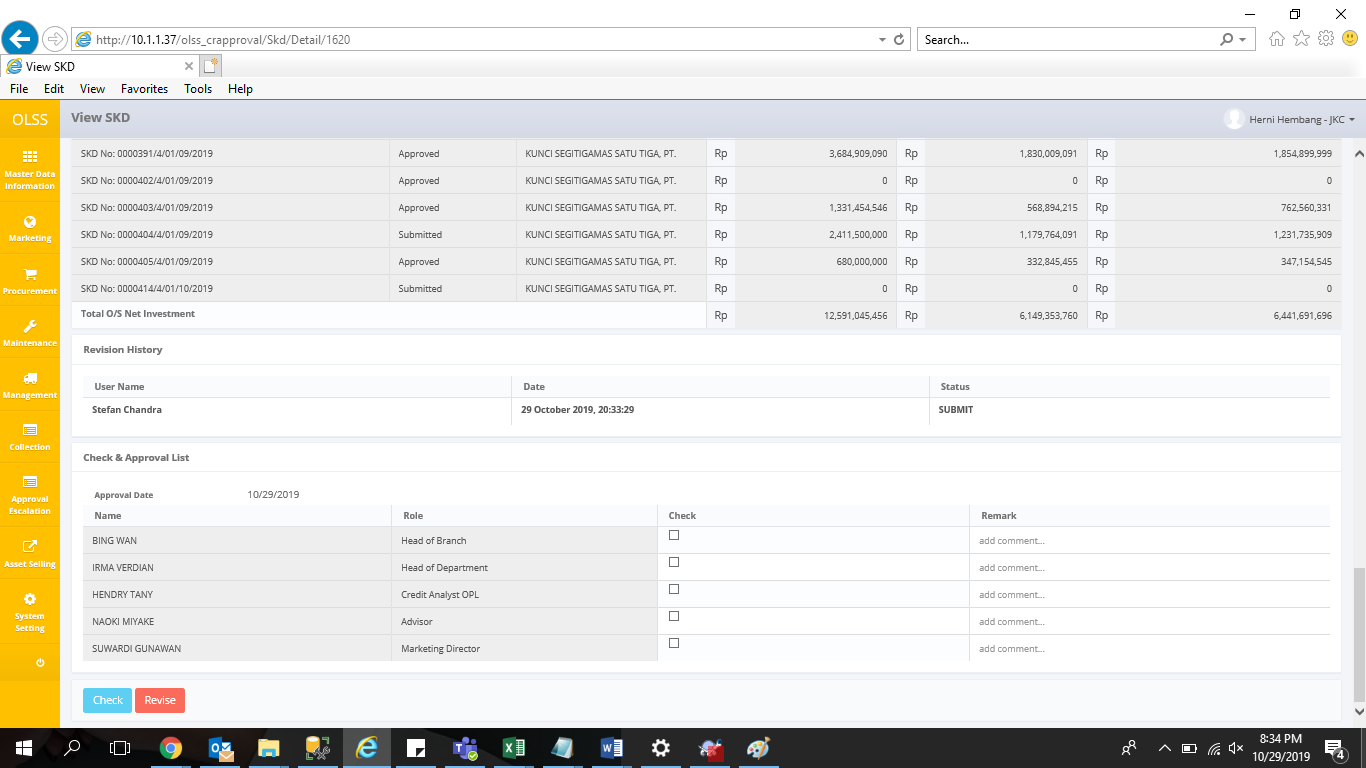 http://10.1.1.37/olss_crapproval/Skd/Detail/1620
Search...
View SKD
File Edit View Favorites Tools Help
OLSS
View SKD
Herni Hembang - JKC
Master Data Information
Marketing
Procurement
Maintenance
Management
Collection
Approval Escalation
Asset Selling
System Setting
SKD No: 0000391/4/01/09/2019 Approved KUNCI SEGITIGAMAS SATU TIGA, PT. Rp 3,684,909,090 Rp 1,830,009,091 Rp 1,854,899,999
SKD No: 0000402/4/01/09/2019 Approved KUNCI SEGITIGAMAS SATU TIGA, PT. Rp 0 Rp 0 Rp 0
SKD No: 0000403/4/01/09/2019 Approved KUNCI SEGITIGAMAS SATU TIGA, PT. Rp 1,331,454,546 Rp 568,894,215 Rp 762,560,331
SKD No: 0000404/4/01/09/2019 Submitted KUNCI SEGITIGAMAS SATU TIGA, PT. Rp 2,411,500,000 Rp 1,179,764,091 Rp 1,231,735,909
SKD No: 0000405/4/01/09/2019 Approved KUNCI SEGITIGAMAS SATU TIGA, PT. Rp 680,000,000 Rp 332,845,455 Rp 347,154,545
SKD No: 0000414/4/01/10/2019 Submitted KUNCI SEGITIGAMAS SATU TIGA, PT. Rp 0 Rp 0 Rp 0
Total O/S Net Investment Rp 12,591,045,456 Rp 6,149,353,760 Rp 6,441,691,696
Revision History
User Name Date Status
Stefan Chandra 29 October 2019, 20:33:29 SUBMIT
Check & Approval List
Approval Date 10/29/2019
Name Role Check Remark
BING WAN Head of Branch add comment...
IRMA VERDIAN Head of Department add comment...
HENDRY TANY Credit Analyst OPL add comment...
NAOKI MIYAKE Advisor add comment...
SUWARDI GUNAWAN Marketing Director add comment...
Check Revise
8:34 PM
10/29/2019
4